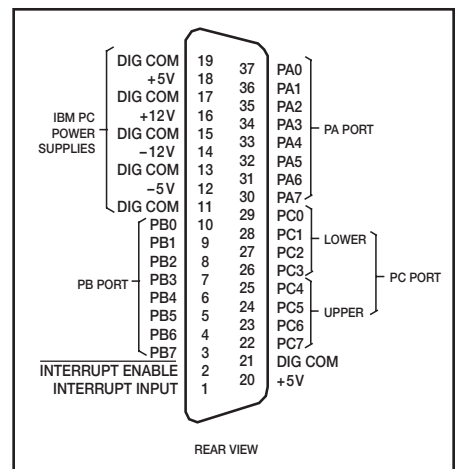 DIG COM 19
+5V 18
DIG COM 17
+12V 16
DIG COM 15
−12V 14
DIG COM 13
−5V 12
DIG COM 11
IBM PC
POWER
SUPPLIES
PB0 10
PB1 9
PB2 8
PB3 7
PB4 6
PB5 5
PB6 4
PB7 3
PB PORT
INTERRUPT ENABLE 2
INTERRUPT INPUT 1
37 PA0
36 PA1
35 PA2
34 PA3
33 PA4
32 PA5
31 PA6
30 PA7
PA PORT
29 PC0
28 PC1
27 PC2
26 PC3
LOWER
25 PC4
24 PC5
23 PC6
22 PC7
UPPER
PC PORT
21 DIG COM
20 +5V
REAR VIEW